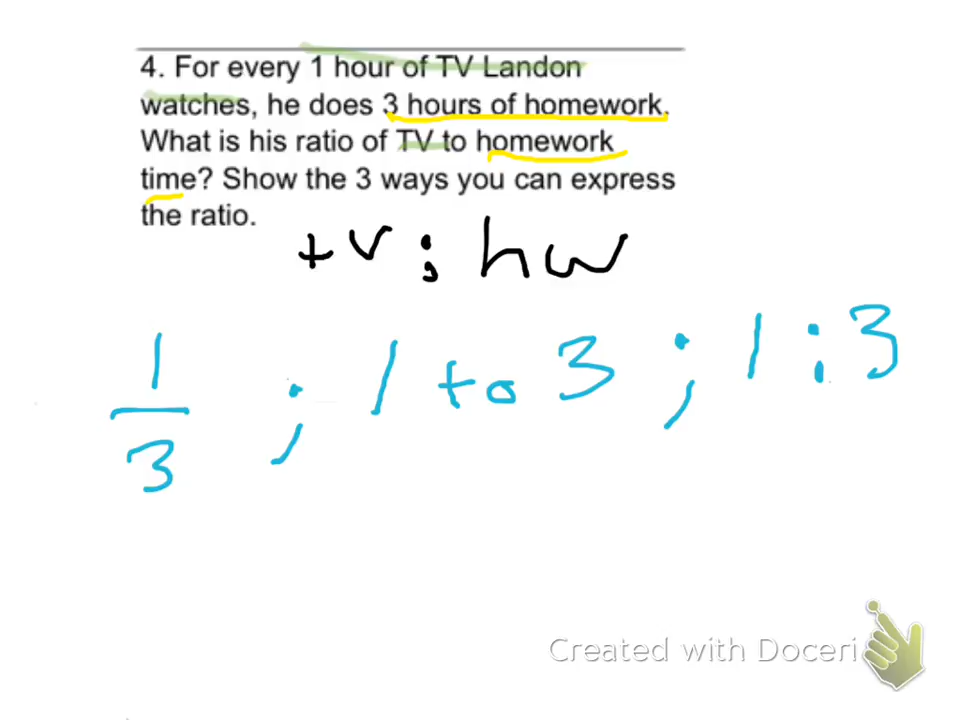 4. For every 1 hour of TV Landon
watches, he does 3 hours of homework.
What is his ratio of TV to homework
time? Show the 3 ways you can express
the ratio.
tv : hw
1/3 ; 1 to 3 ; 1:3
Created with Doceri